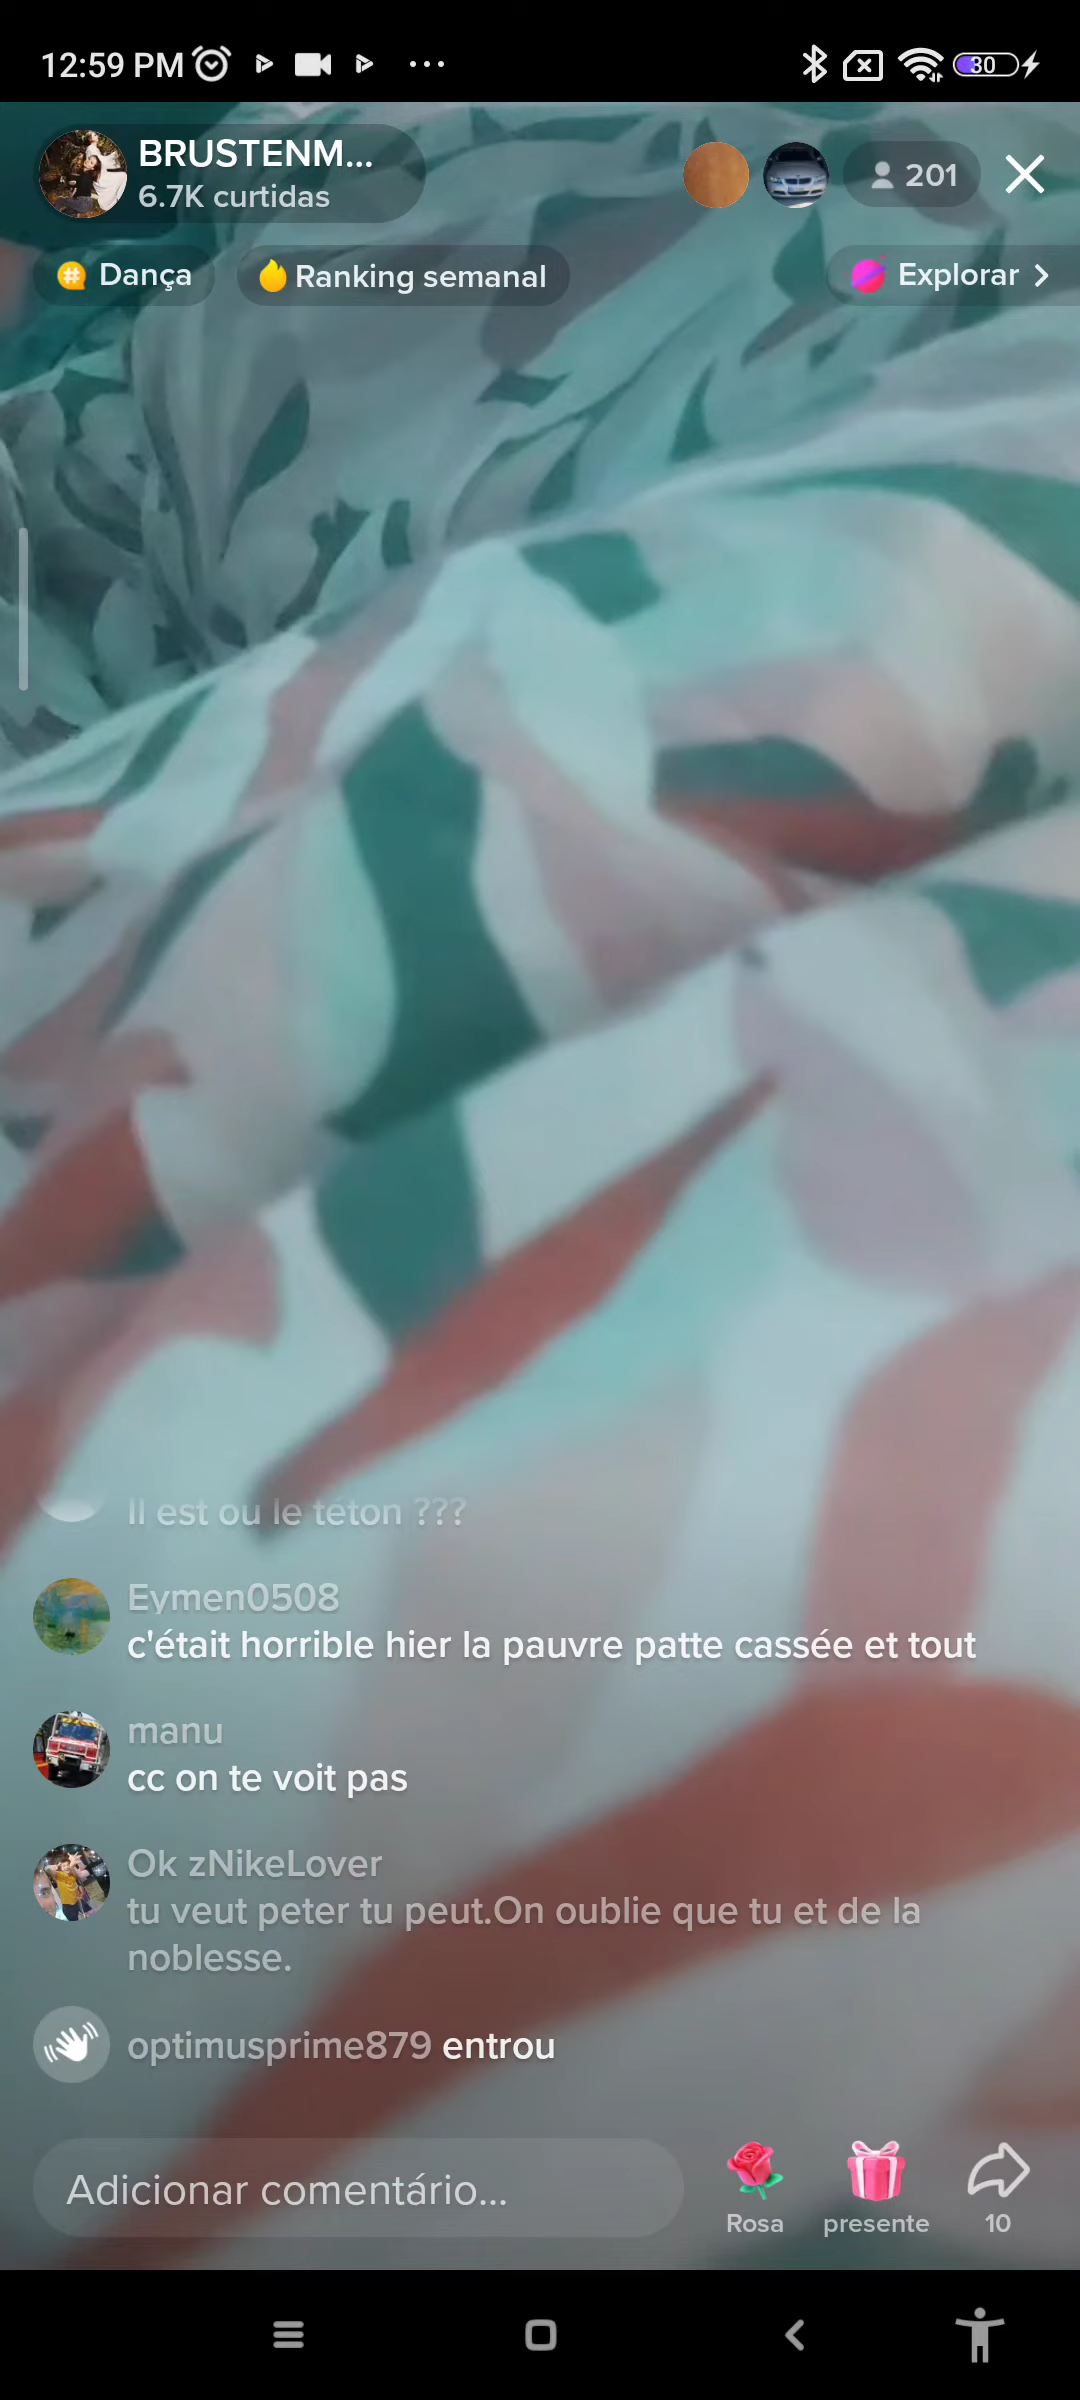 12:59 PM
30
BRUSTENM...
6.7K curtidas
201
Dança
Ranking semanal
Explorar
Il est ou le téton ???
Eymen0508
c'était horrible hier la pauvre patte cassée et tout
manu
cc on te voit pas
Ok zNikeLover
tu veut peter tu peut.On oublie que tu et de la
noblesse.
optimusprime879 entrou
Adicionar comentário...
Rosa
presente
10